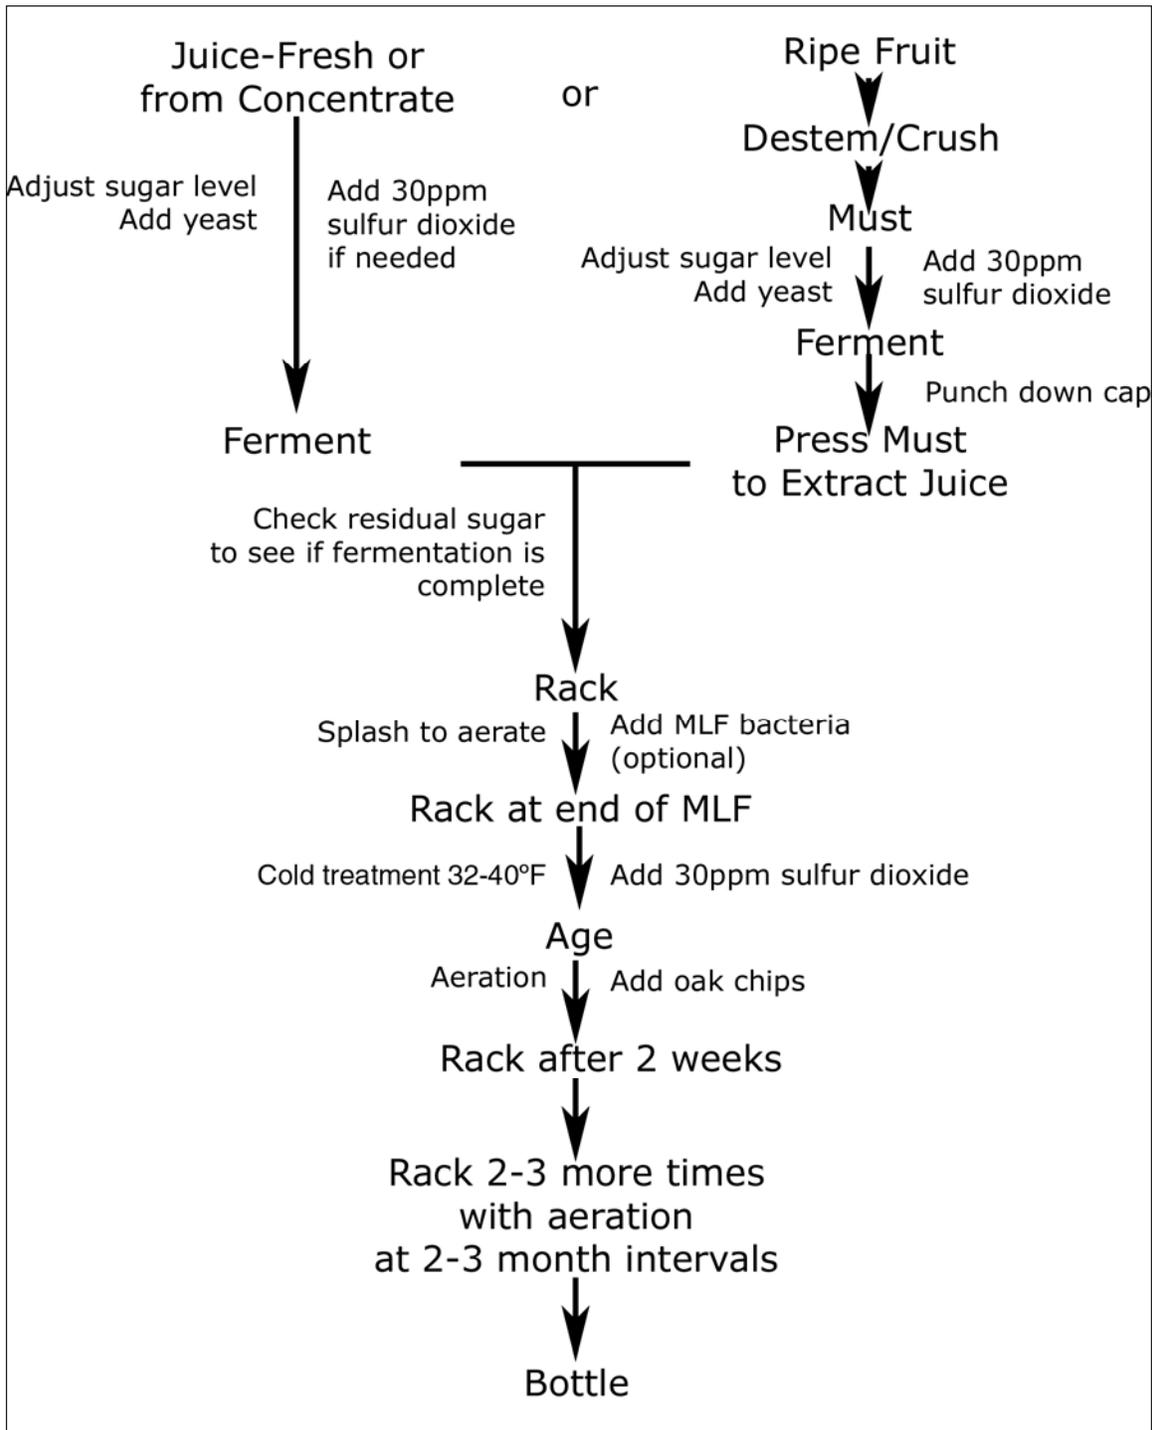 Juice-Fresh or
from Concentrate
or
Ripe Fruit
Destem/Crush
Must
Adjust sugar level
Add yeast
Add 30ppm
sulfur dioxide
if needed
Adjust sugar level
Add yeast
Add 30ppm
sulfur dioxide
Ferment
Punch down cap
Ferment
Press Must
to Extract Juice
Check residual sugar
to see if fermentation is
complete
Rack
Splash to aerate
Add MLF bacteria
(optional)
Rack at end of MLF
Cold treatment 32-40ºF
Add 30ppm sulfur dioxide
Age
Aeration
Add oak chips
Rack after 2 weeks
Rack 2-3 more times
with aeration
at 2-3 month intervals
Bottle